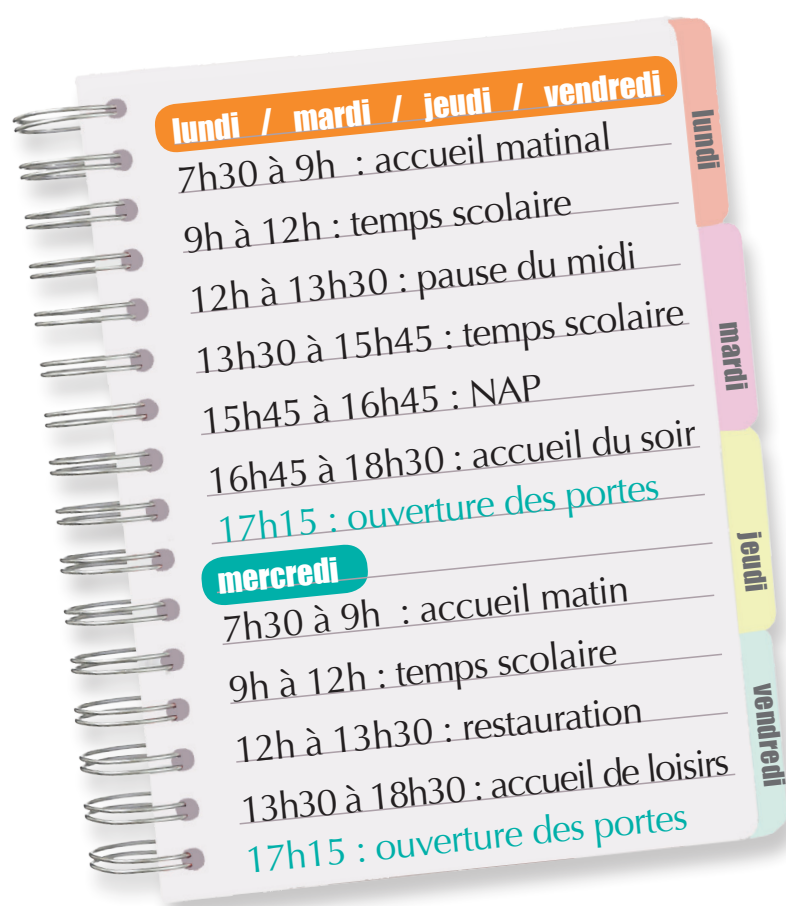 lundi / mardi / jeudi / vendredi
7h30 à 9h : accueil matinal
9h à 12h : temps scolaire
12h à 13h30 : pause du midi
13h30 à 15h45 : temps scolaire
15h45 à 16h45 : NAP
16h45 à 18h30 : accueil du soir
17h15 : ouverture des portes
mercredi
7h30 à 9h : accueil matin
9h à 12h : temps scolaire
12h à 13h30 : restauration
13h30 à 18h30 : accueil de loisirs
17h15 : ouverture des portes
lundi
mardi
jeudi
vendredi